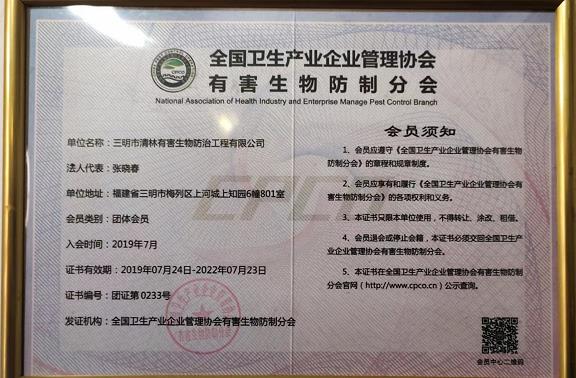 全国卫生产业企业管理协会
有害生物防制分会
National Association of Health Industry and Enterprise Manage Pest Control Branch
CPCO
单位名称：三明市清林有害生物防治工程有限公司
法人代表：张晓春
单位地址：福建省三明市梅列区上河城上知园6幢801室
会员类别：团体会员
入会时间：2019年7月
证书有效期：2019年07月24日-2022年07月23日
证书编号：团证第0233号
发证机构：全国卫生产业企业管理协会有害生物防制分会
会员须知
1、会员应遵守《全国卫生产业企业管理协会有害生物
防制分会》的章程和规章制度。
2、会员应享有和履行《全国卫生产业企业管理协会有害生
物防制分会》的各项权利和义务。
3、本证书只限本单位使用，不得转让、涂改、租借。
4、会员退会或停止会籍，本证书必须交回全国卫生产
业企业管理协会有害生物防制分会。
5、本证书在全国卫生产业企业管理协会有害生物防制
分会官网（http://www.cpco.cn）公示查询。
会员中心二维码